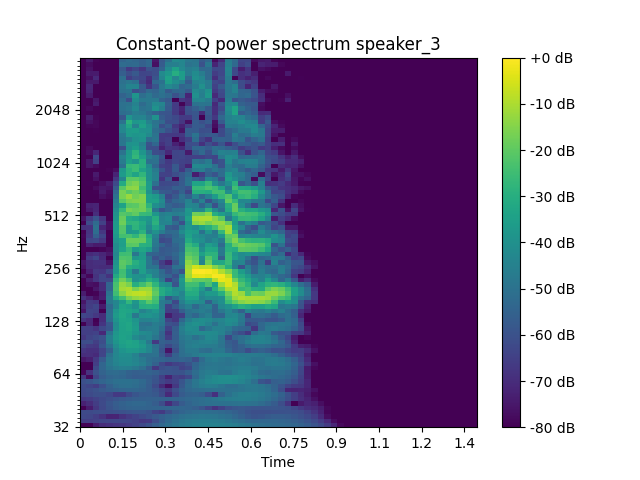 Constant-Q power spectrum speaker_3
Hz
2048
1024
512
256
128
64
32
0 0.15 0.3 0.45 0.6 0.75 0.9 1.1 1.2 1.4
Time
+0 dB
-10 dB
-20 dB
-30 dB
-40 dB
-50 dB
-60 dB
-70 dB
-80 dB